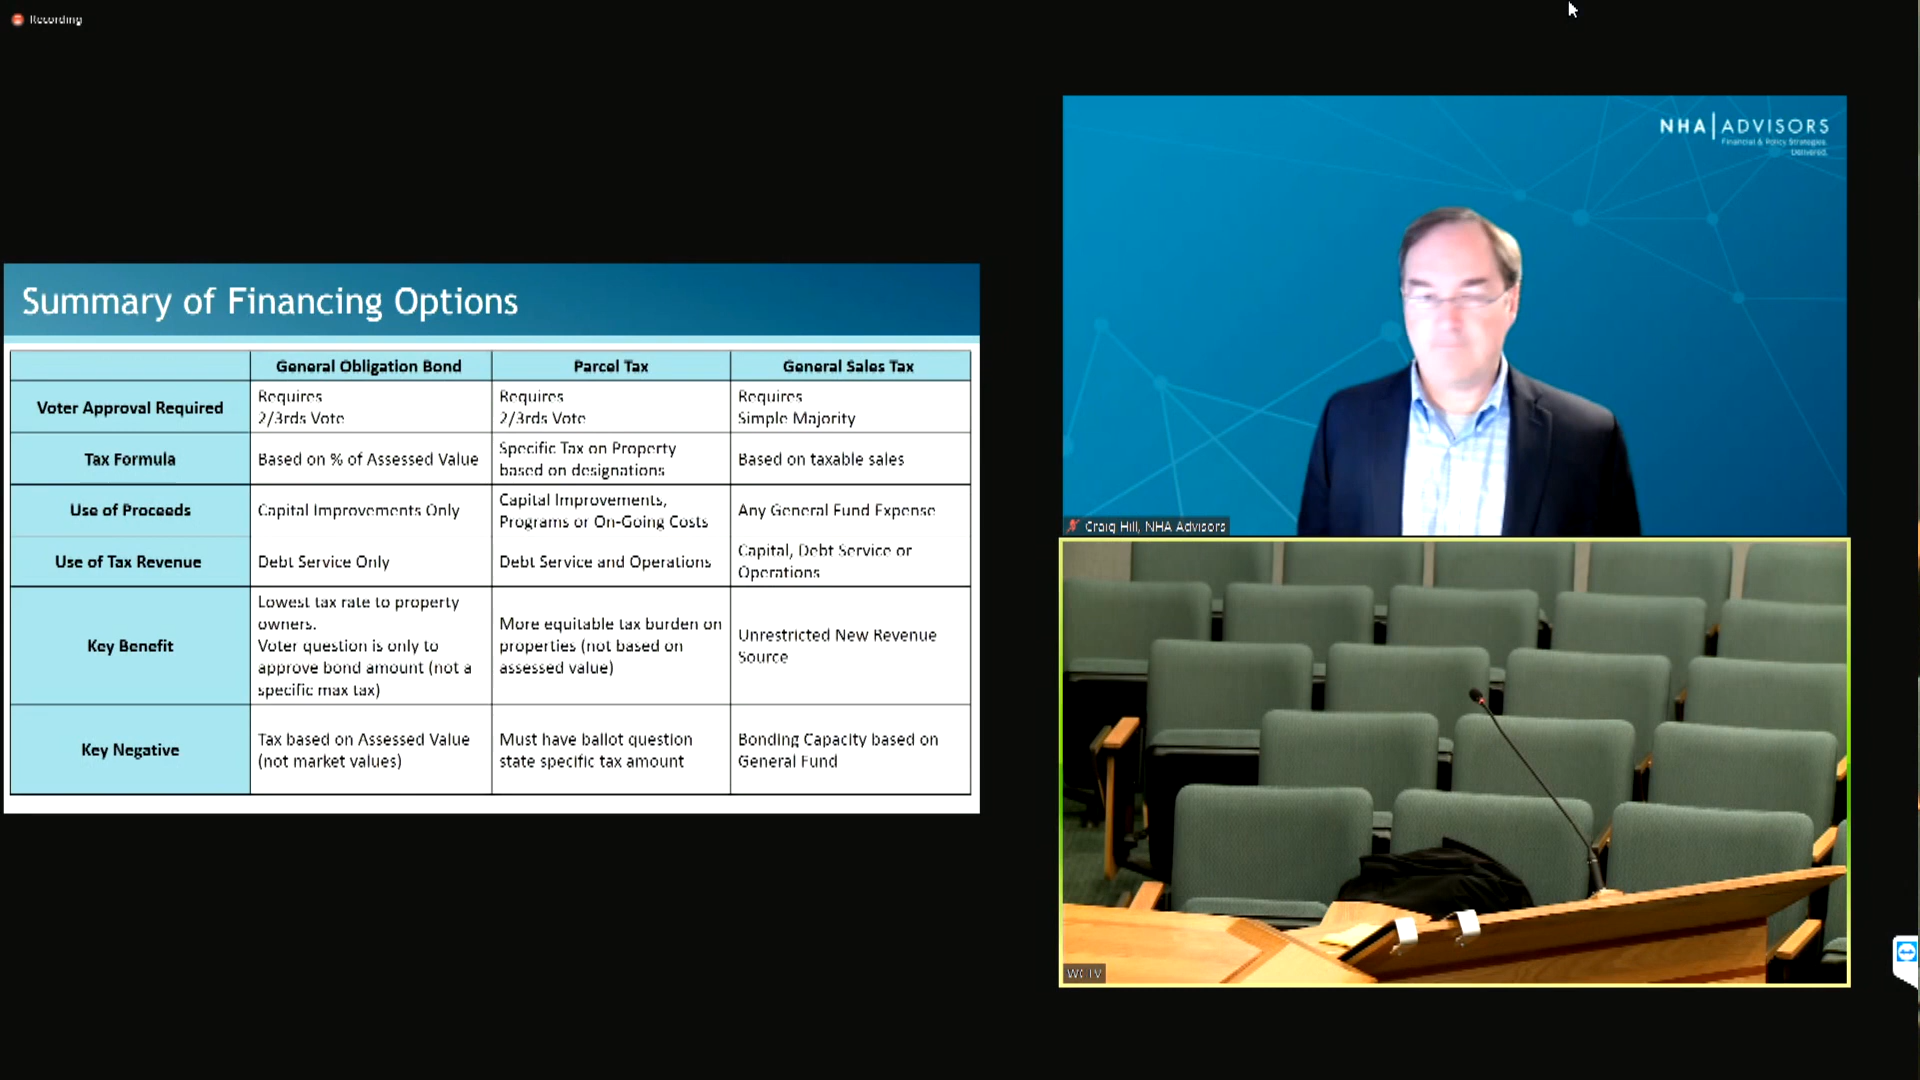 Recording
Summary of Financing Options
General Obligation Bond
Parcel Tax
General Sales Tax
Voter Approval Required
Requires
2/3rds Vote
Requires
2/3rds Vote
Requires
Simple Majority
Tax Formula
Based on % of Assessed Value
Specific Tax on Property
based on designations
Based on taxable sales
Use of Proceeds
Capital Improvements Only
Capital Improvements,
Programs or On-Going Costs
Any General Fund Expense
Use of Tax Revenue
Debt Service Only
Debt Service and Operations
Capital, Debt Service or
Operations
Key Benefit
Lowest tax rate to property
owners.
Voter question is only to
approve bond amount (not a
specific max tax)
More equitable tax burden on
properties (not based on
assessed value)
Unrestricted New Revenue
Source
Key Negative
Tax based on Assessed Value
(not market values)
Must have ballot question
state specific tax amount
Bonding Capacity based on
General Fund
NHA|ADVISORS
Financial & Policy Strategies.
Delivered.
Craig Hill, NHA Advisors